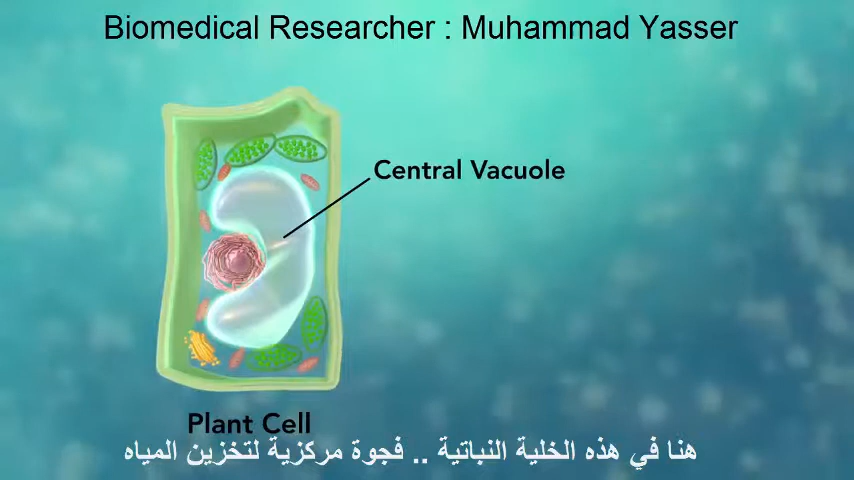 Biomedical Researcher : Muhammad Yasser
Central Vacuole
Plant Cell
هنا في هذه الخلية النباتية .. فجوة مركزية لتخزين المياه